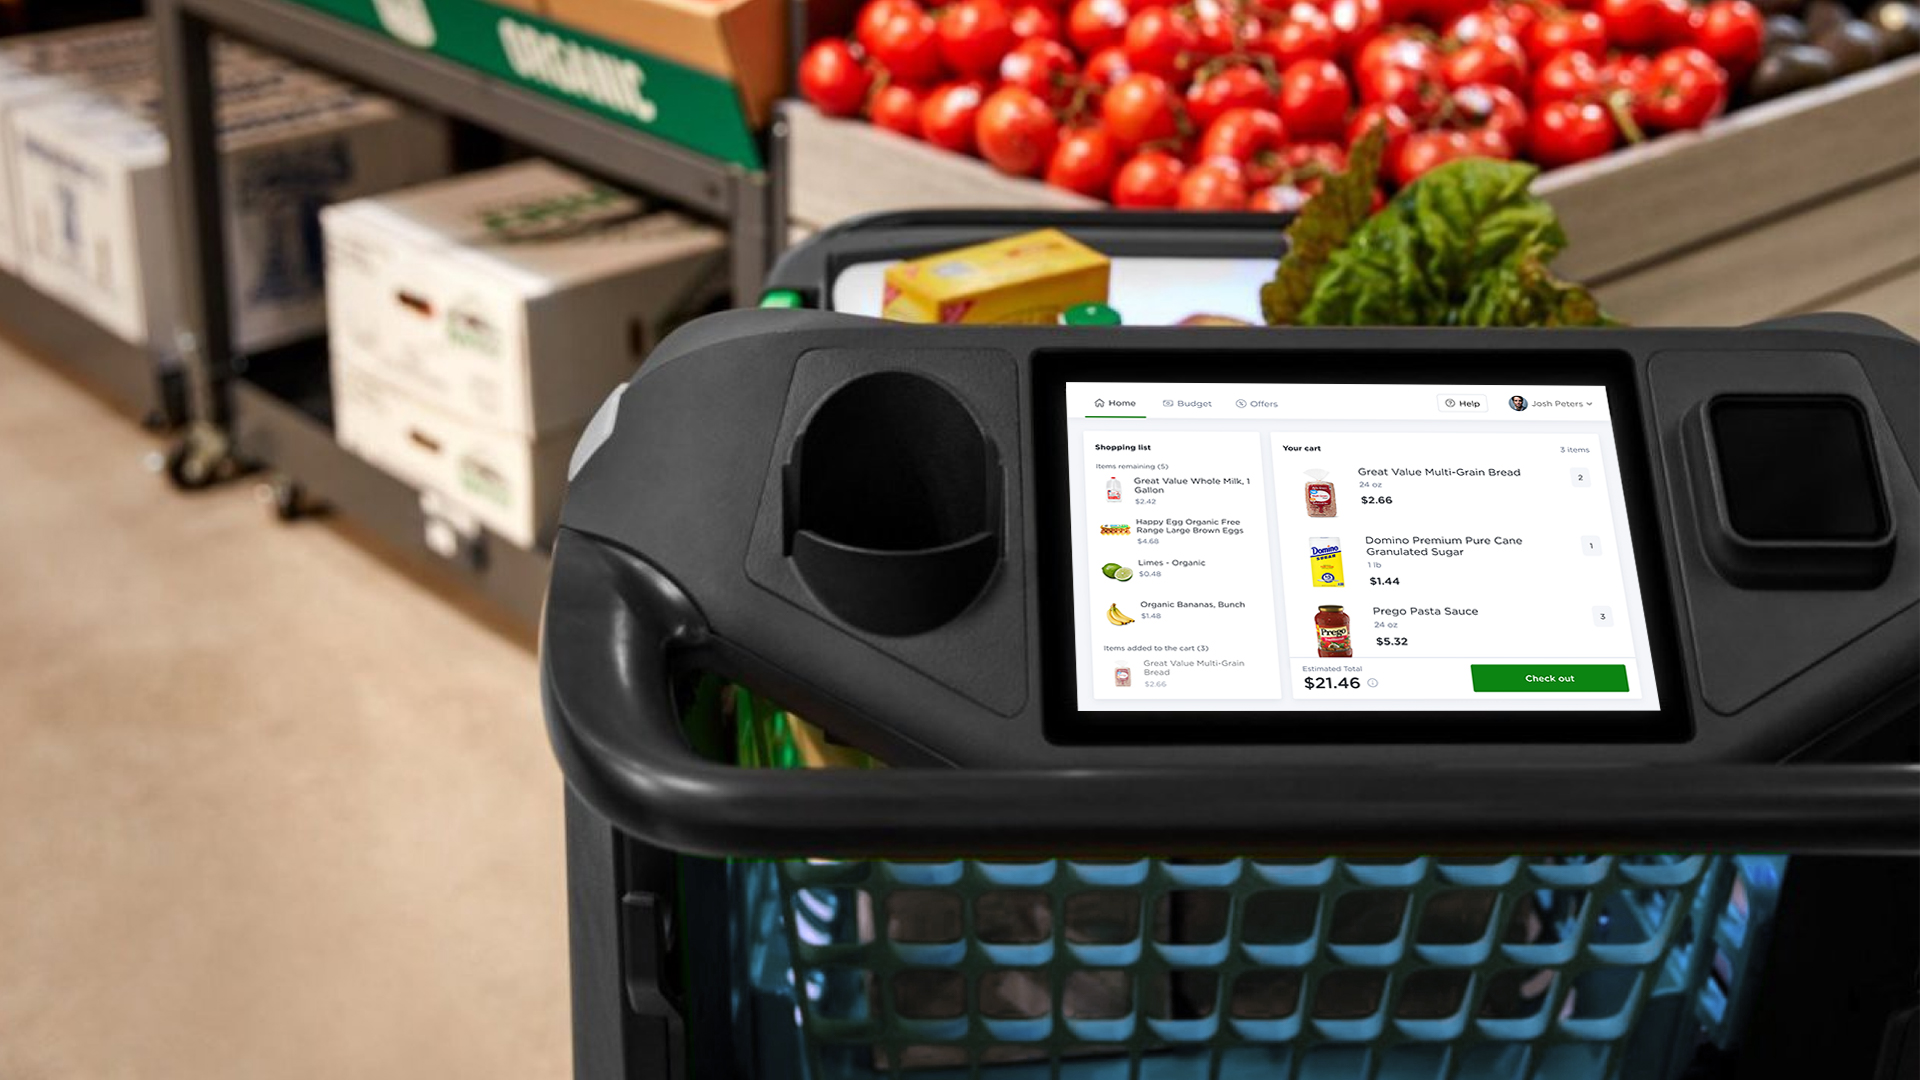 ORGANIC
Home
Budget
Offers
Help
Josh Peters
Shopping list
Items remaining (5)
Great Value Whole Milk, 1
Gallon
$2.42
Happy Egg Organic Free
Range Large Brown Eggs
$4.68
Limes - Organic
$0.48
Organic Bananas, Bunch
$1.48
Items added to the cart (3)
Great Value Multi-Grain
Bread
$2.66
Your cart
3 items
Great Value Multi-Grain Bread
24 oz
$2.66
2
Domino
Domino Premium Pure Cane
Granulated Sugar
1 lb
$1.44
1
Prego
Prego Pasta Sauce
24 oz
$5.32
3
Estimated Total
$21.46
Check out